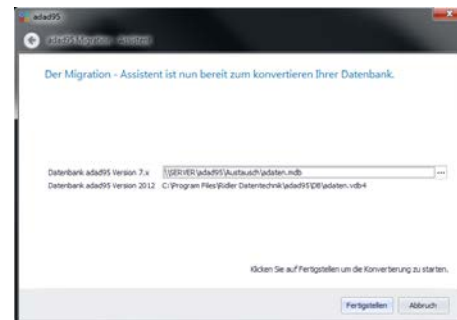 adad95
adad95 Migration - Assistent
Der Migration - Assistent ist nun bereit zum konvertieren Ihrer Datenbank.
Datenbank adad95 Version 7.x \\SERVER\adad95\Austausch\adaten.mdb ...
Datenbank adad95 Version 2012 C:\Program Files\Ridler Datentechnik\adad95\DB\adaten.vdb4
Klicken Sie auf Fertigstellen um die Konvertierung zu starten.
Fertigstellen Abbruch